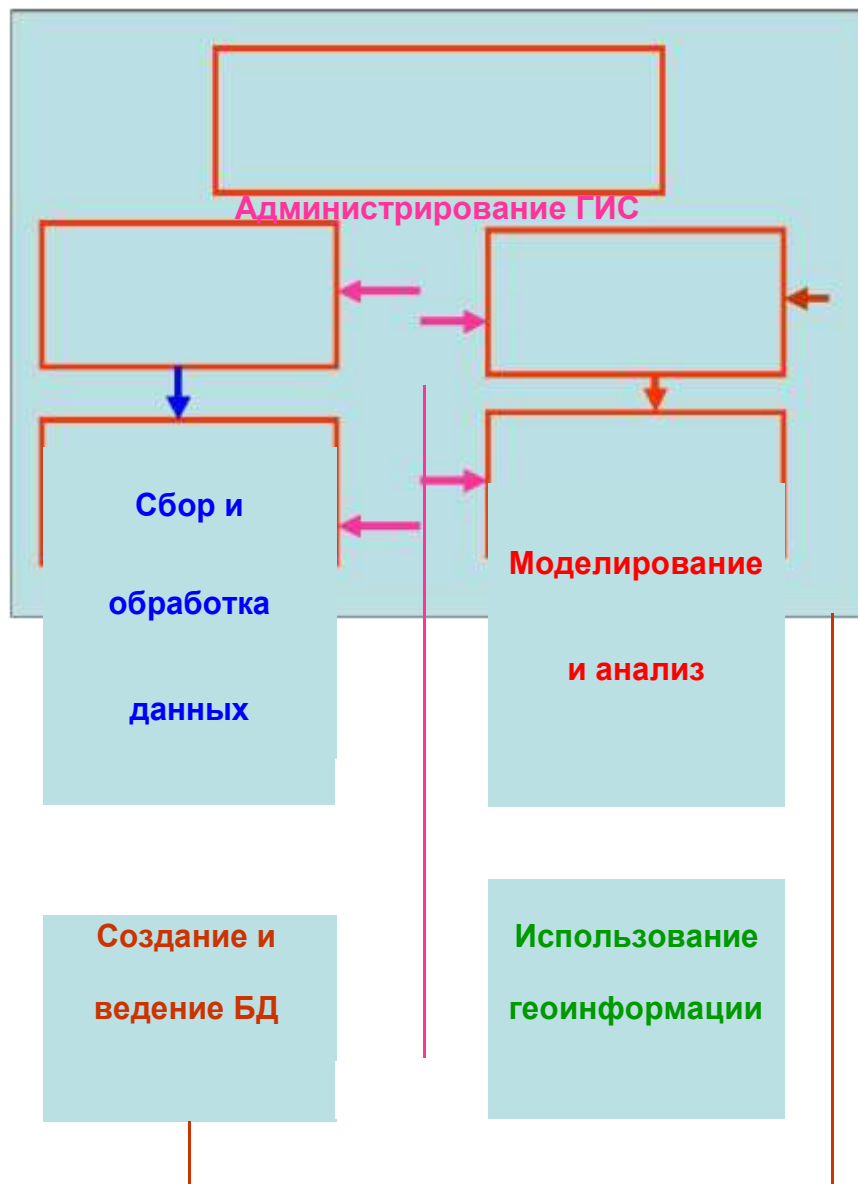 Администрирование ГИС
Сбор и
обработка
данных
Моделирование
и анализ
Создание и
ведение БД
Использование
геоинформации